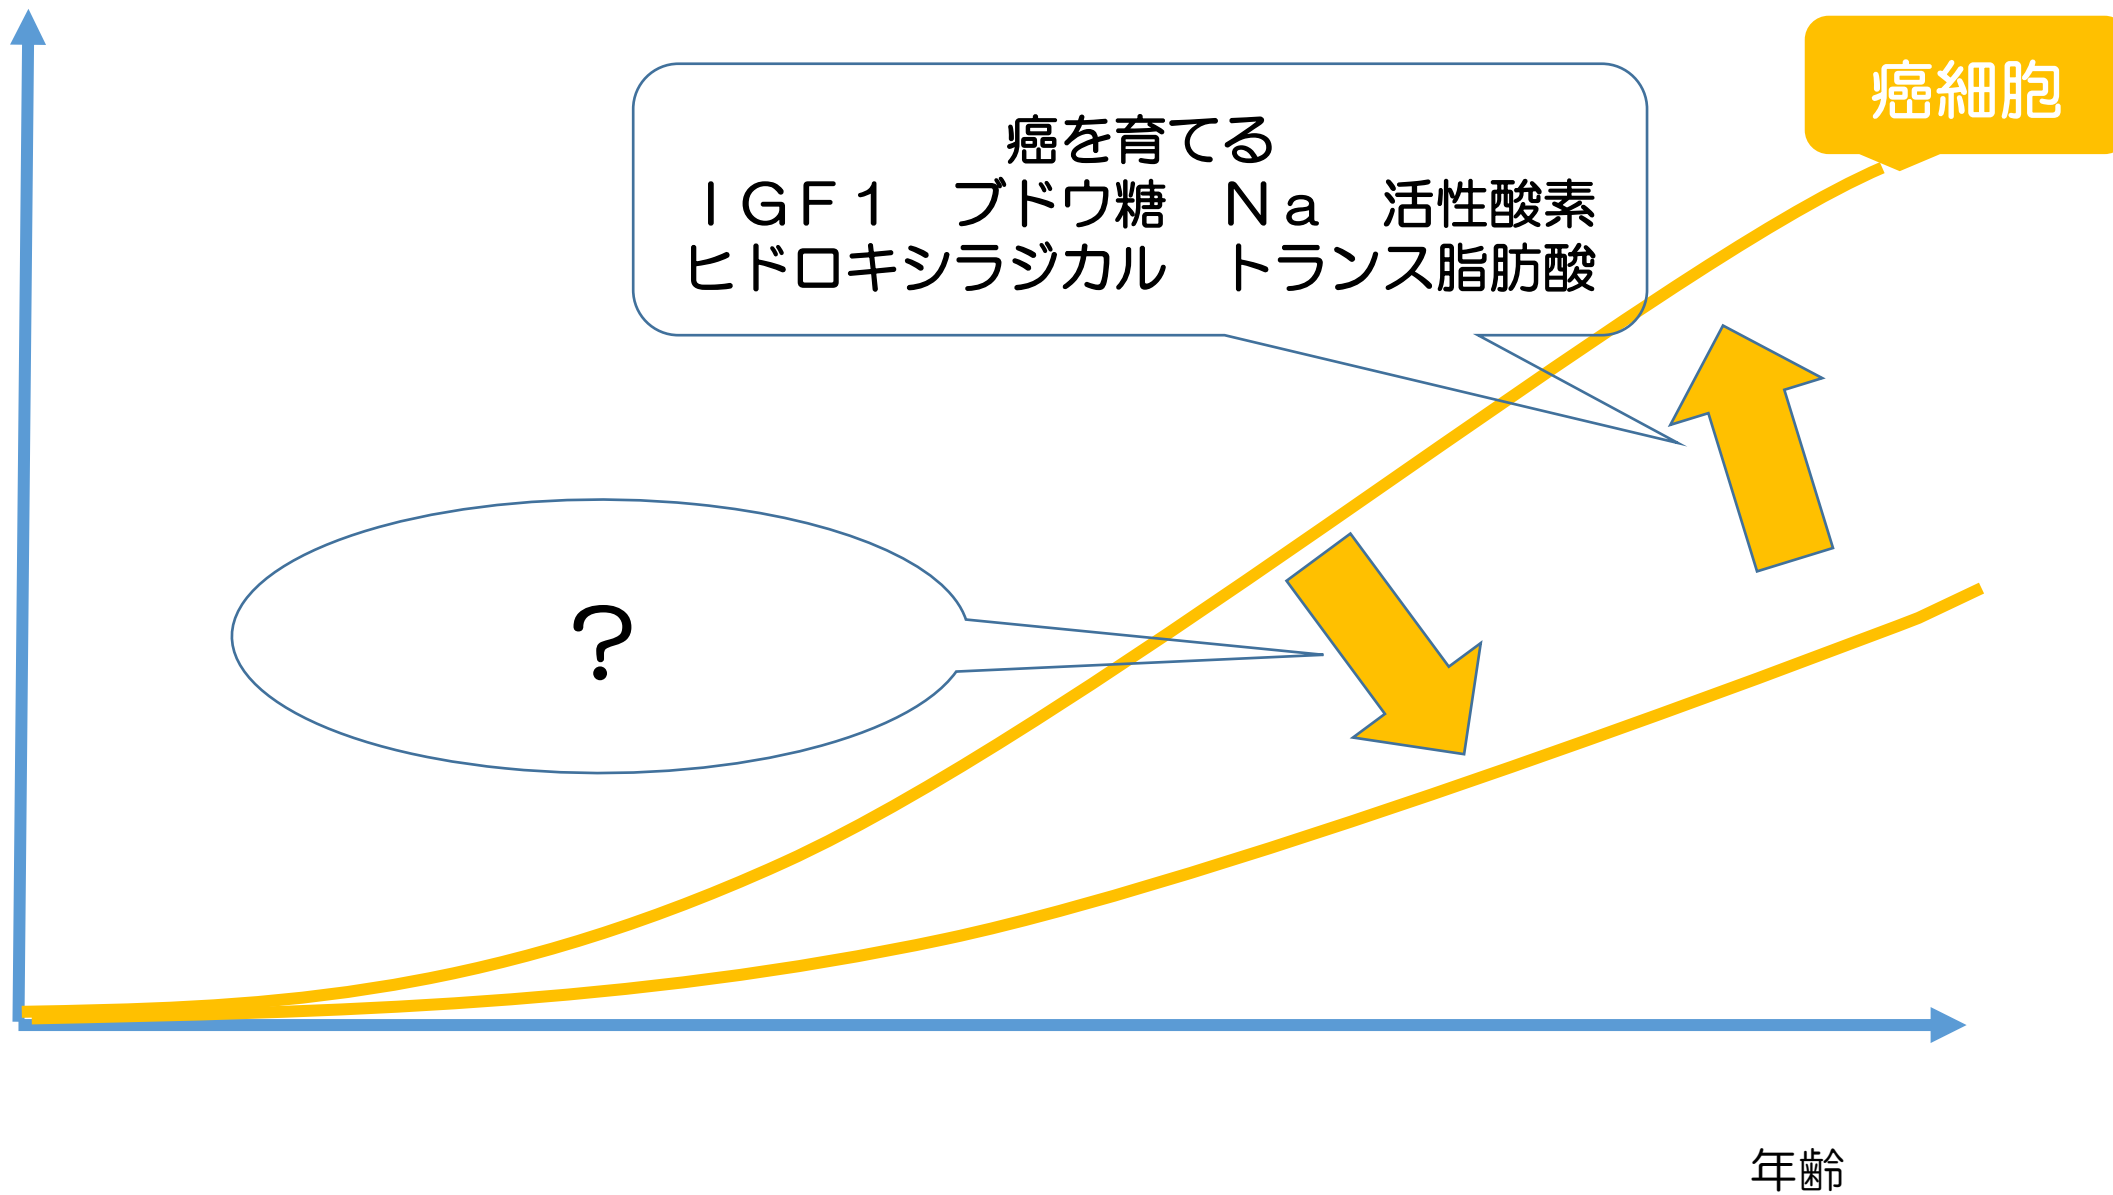 癌細胞
癌を育てる
ＩＧＦ１　ブドウ糖　Ｎａ　活性酸素
ヒドロキシラジカル　トランス脂肪酸
？
年齢